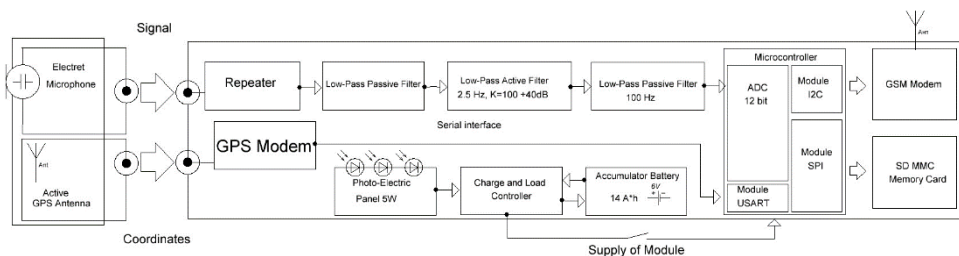 Signal
Ант
Electret
Microphone
Repeater
Low-Pass Passive Filter
Low-Pass Active Filter
2.5 Hz, K=100 +40dB
Low-Pass Passive Filter
100 Hz
Microcontroller
ADC
12 bit
Module
I2C
GSM Modem
Serial interface
GPS Modem
Module
SPI
Ant
Active
GPS Antenna
Photo-Electric
Panel 5W
Charge and Load
Controller
Accumulator Battery
6V
+ –
14 A*h
Module
USART
SD MMC
Memory Card
Coordinates
Supply of Module